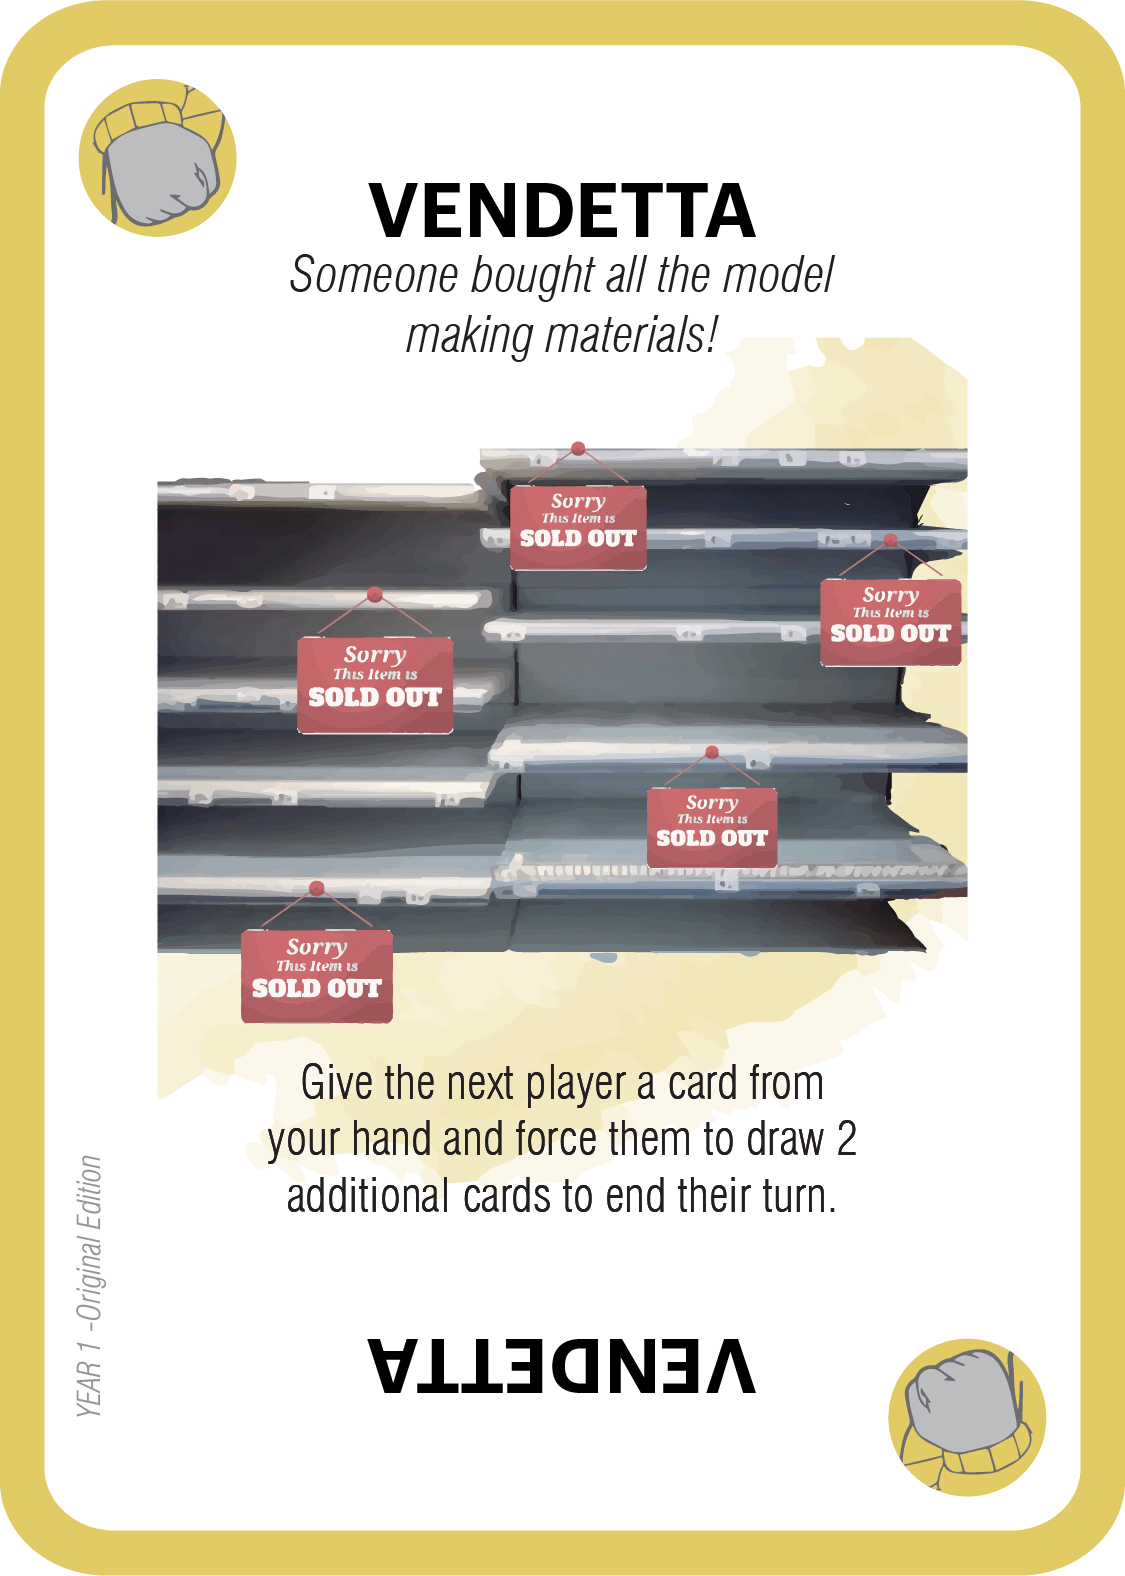 VENDETTA
Someone bought all the model
making materials!
Sorry
This Item is
SOLD OUT
Sorry
This Item is
SOLD OUT
Sorry
This Item is
SOLD OUT
Sorry
This Item is
SOLD OUT
Sorry
This Item is
SOLD OUT
Give the next player a card from
your hand and force them to draw 2
additional cards to end their turn.
YEAR 1 -Original Edition
VENDETTA